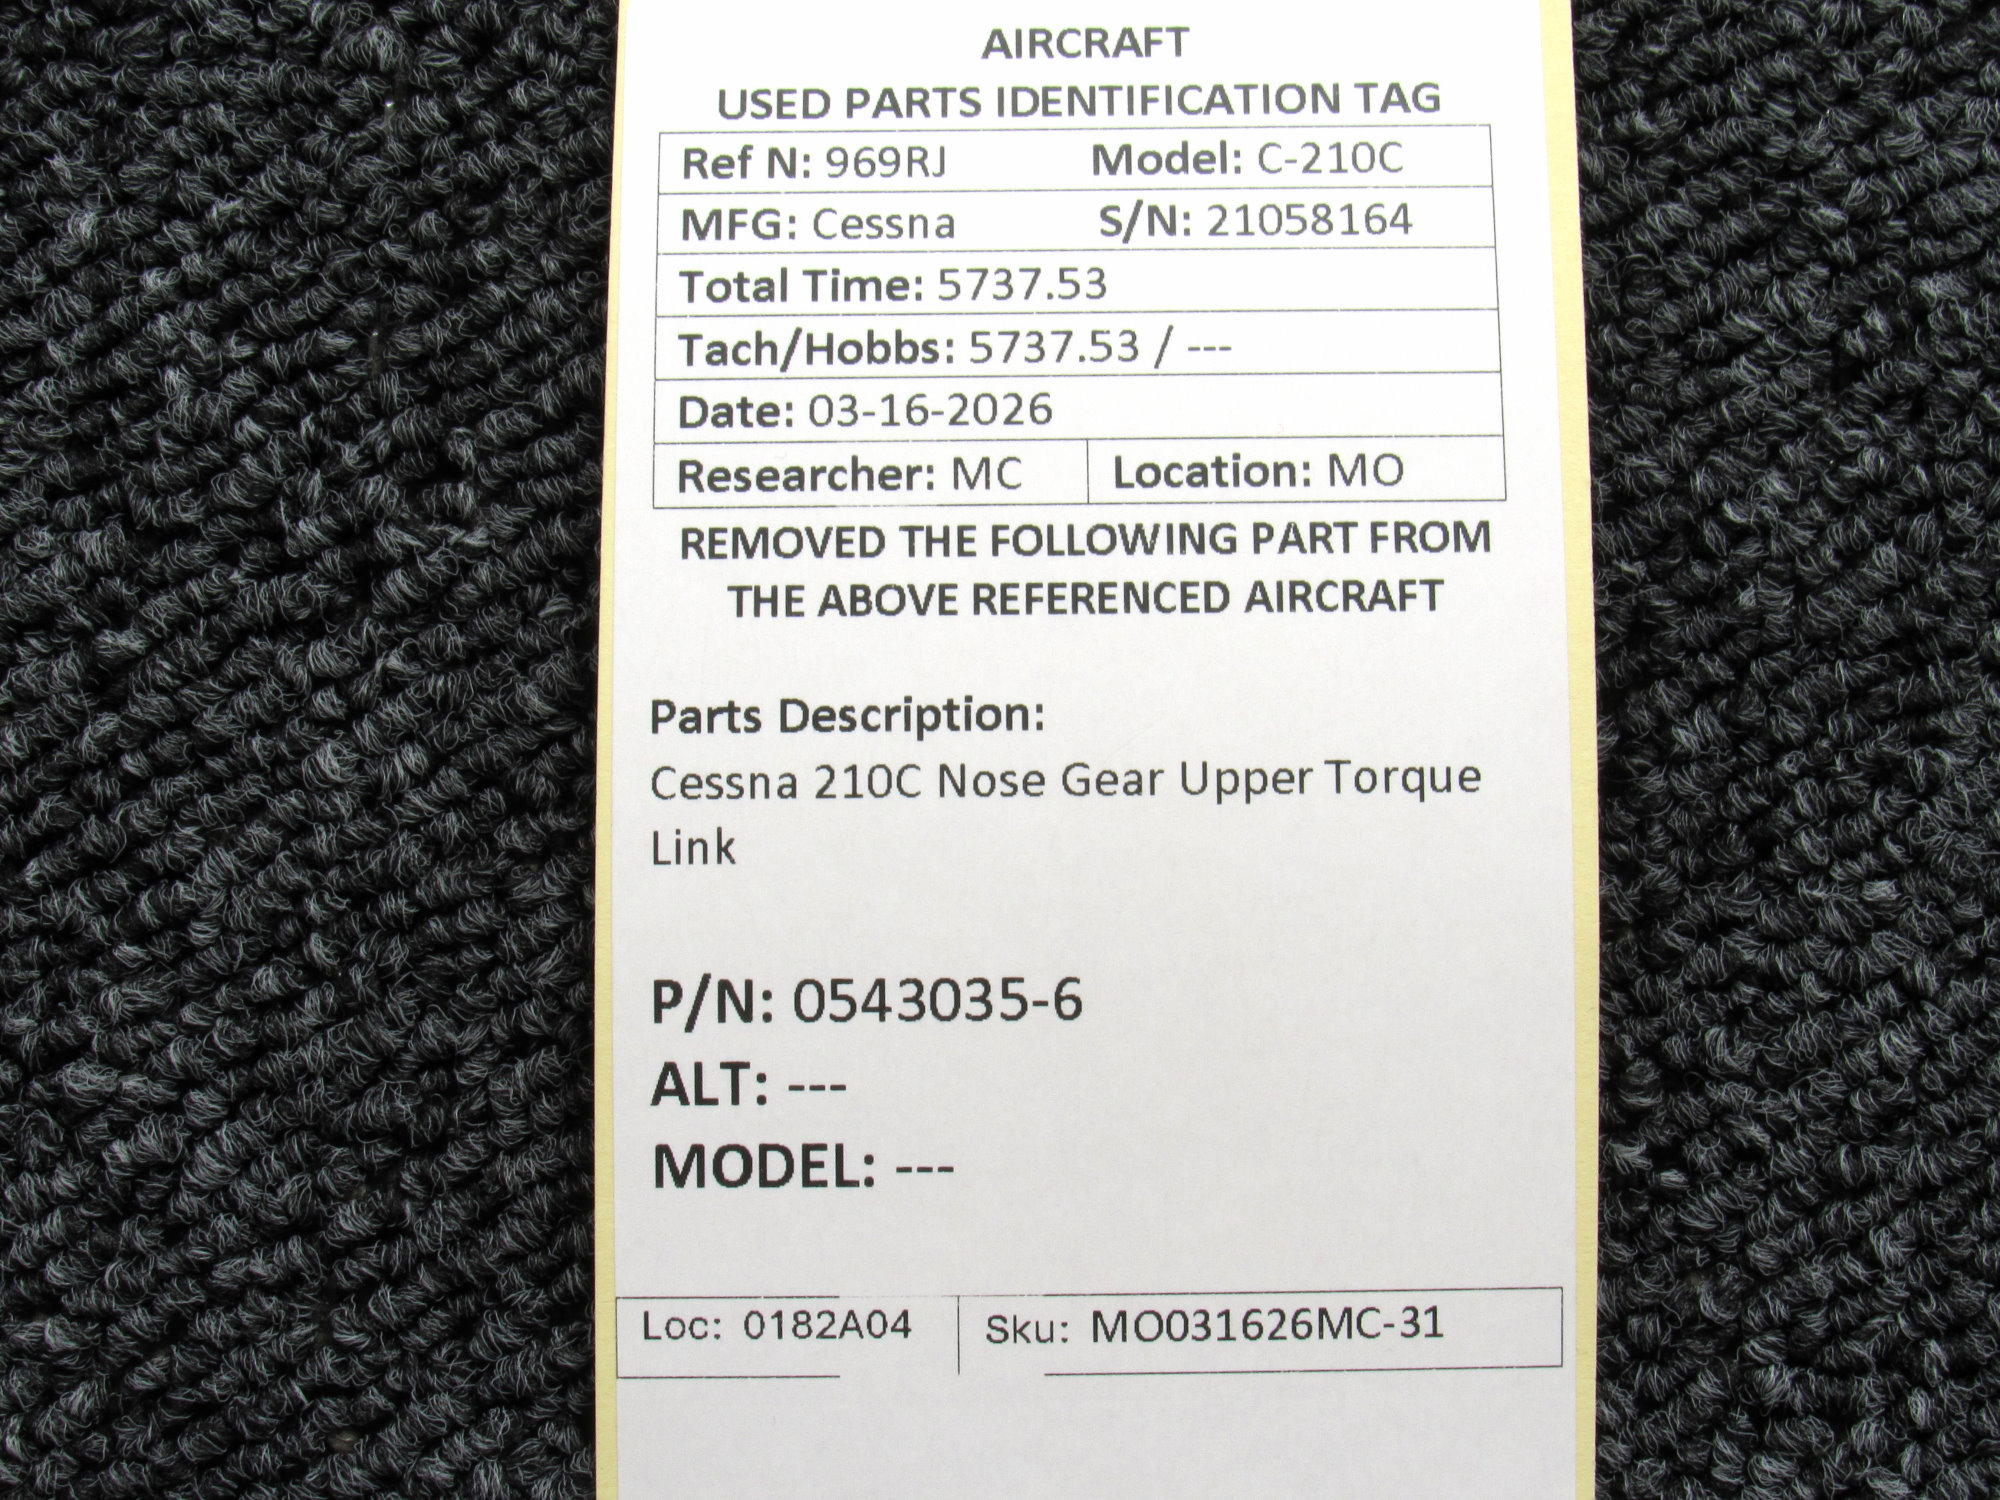 AIRCRAFT
USED PARTS IDENTIFICATION TAG
Ref N: 969RJ Model: C-210C
MFG: Cessna S/N: 21058164
Total Time: 5737.53
Tach/Hobbs: 5737.53 / ---
Date: 03-16-2026
Researcher: MC Location: MO
REMOVED THE FOLLOWING PART FROM
THE ABOVE REFERENCED AIRCRAFT
Parts Description:
Cessna 210C Nose Gear Upper Torque
Link
P/N: 0543035-6
ALT: ---
MODEL: ---
Loc: 0182A04 Sku: MO031626MC-31